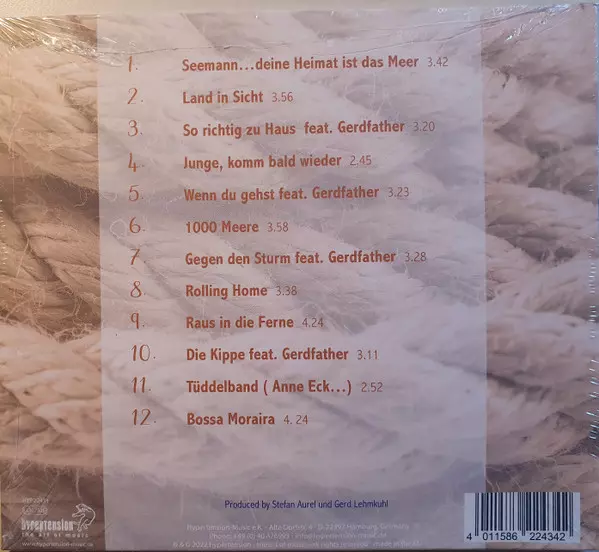 1. Seemann...deine Heimat ist das Meer 3.42
2. Land in Sicht 3.56
3. So richtig zu Haus feat. Gerdfather 3.20
4. Junge, komm bald wieder 2.45
5. Wenn du gehst feat. Gerdfather 3.23
6. 1000 Meere 3.58
7. Gegen den Sturm feat. Gerdfather 3.28
8. Rolling Home 3.38
9. Raus in die Ferne 4.24
10. Die Kippe feat. Gerdfather 3.11
11. Tüddelband ( Anne Eck...) 2.52
12. Bossa Moraira 4. 24
Produced by Stefan Aurel und Gerd Lehmkuhl
hypertension
the art of music
4 011586 224342